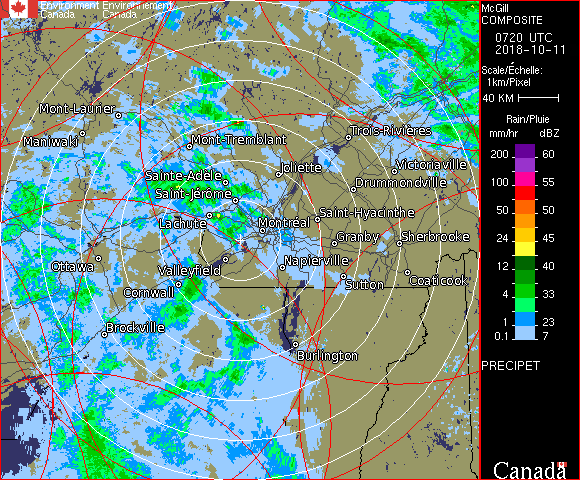 Environment Environnement
Canada Canada
McGill
COMPOSITE
0720 UTC
2018-10-11
Scale/Échelle:
1km/Pixel
40 KM
Rain/Pluie
mm/hr dBZ
200 60
100 55
50 50
50 50
24 45
12 40
4 33
1 23
0.1 7
PRECIPET
Canada
Mont-Laurier
Maniwaki
Mont-Tremblant
Trois-Rivières
Joliette
Victoriaville
Sainte-Adèle
Drummondville
Saint-Jérôme
Saint-Hyacinthe
Lachute
Montréal
Granby
Sherbrooke
Ottawa
Valleyfield
Napierville
Cornwall
Sutton
Coaticook
Brockville
Burlington